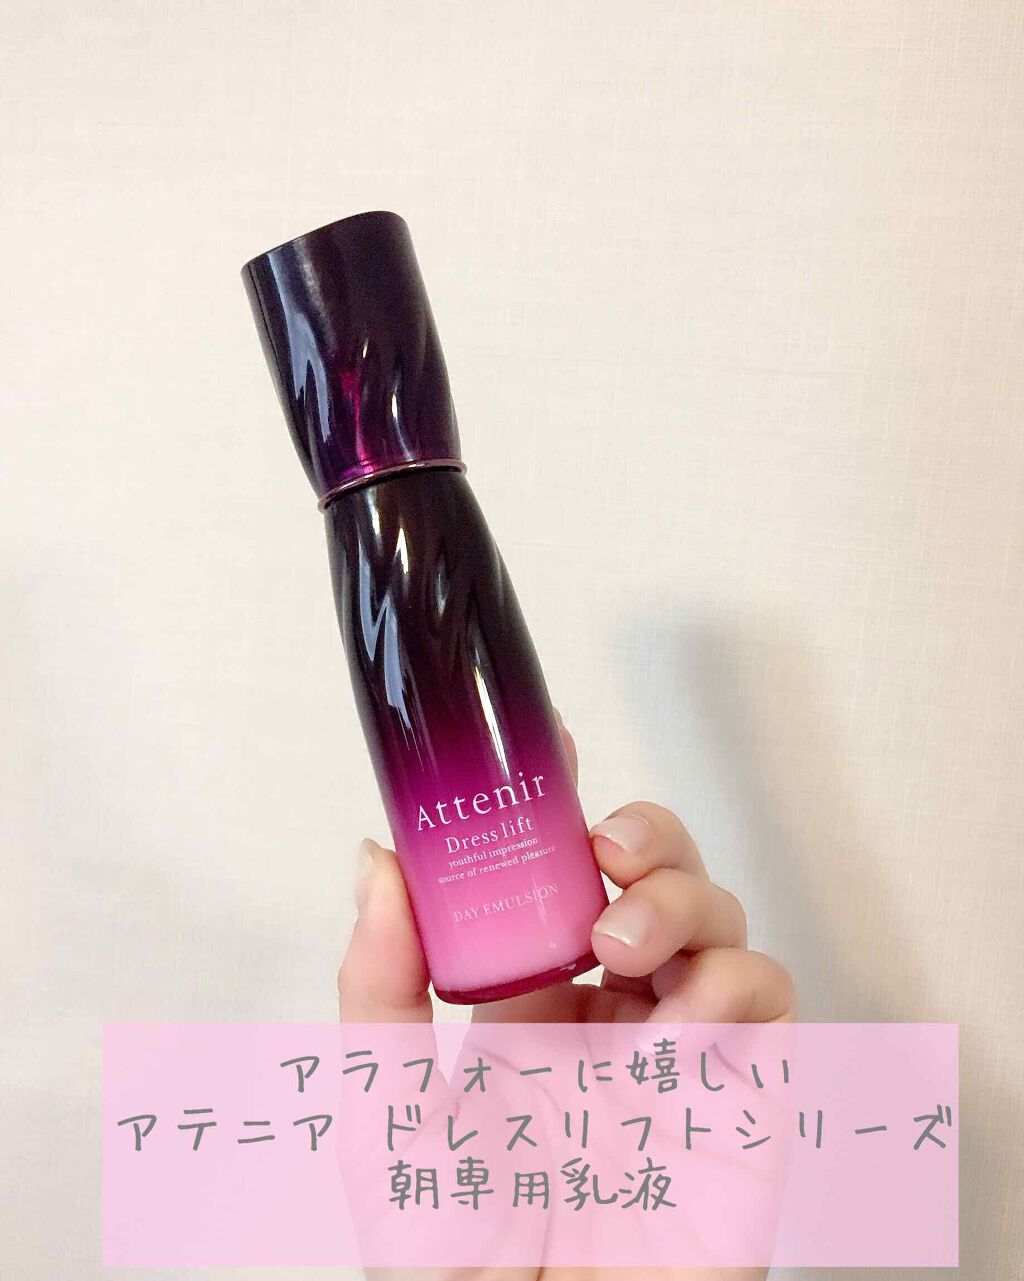 Attenir
Dress lift
youthful impression
source of renewed pleasure
DAY EMULSION
アラフォーに嬉しい
アテニア ドレスリフトシリーズ
朝専用乳液